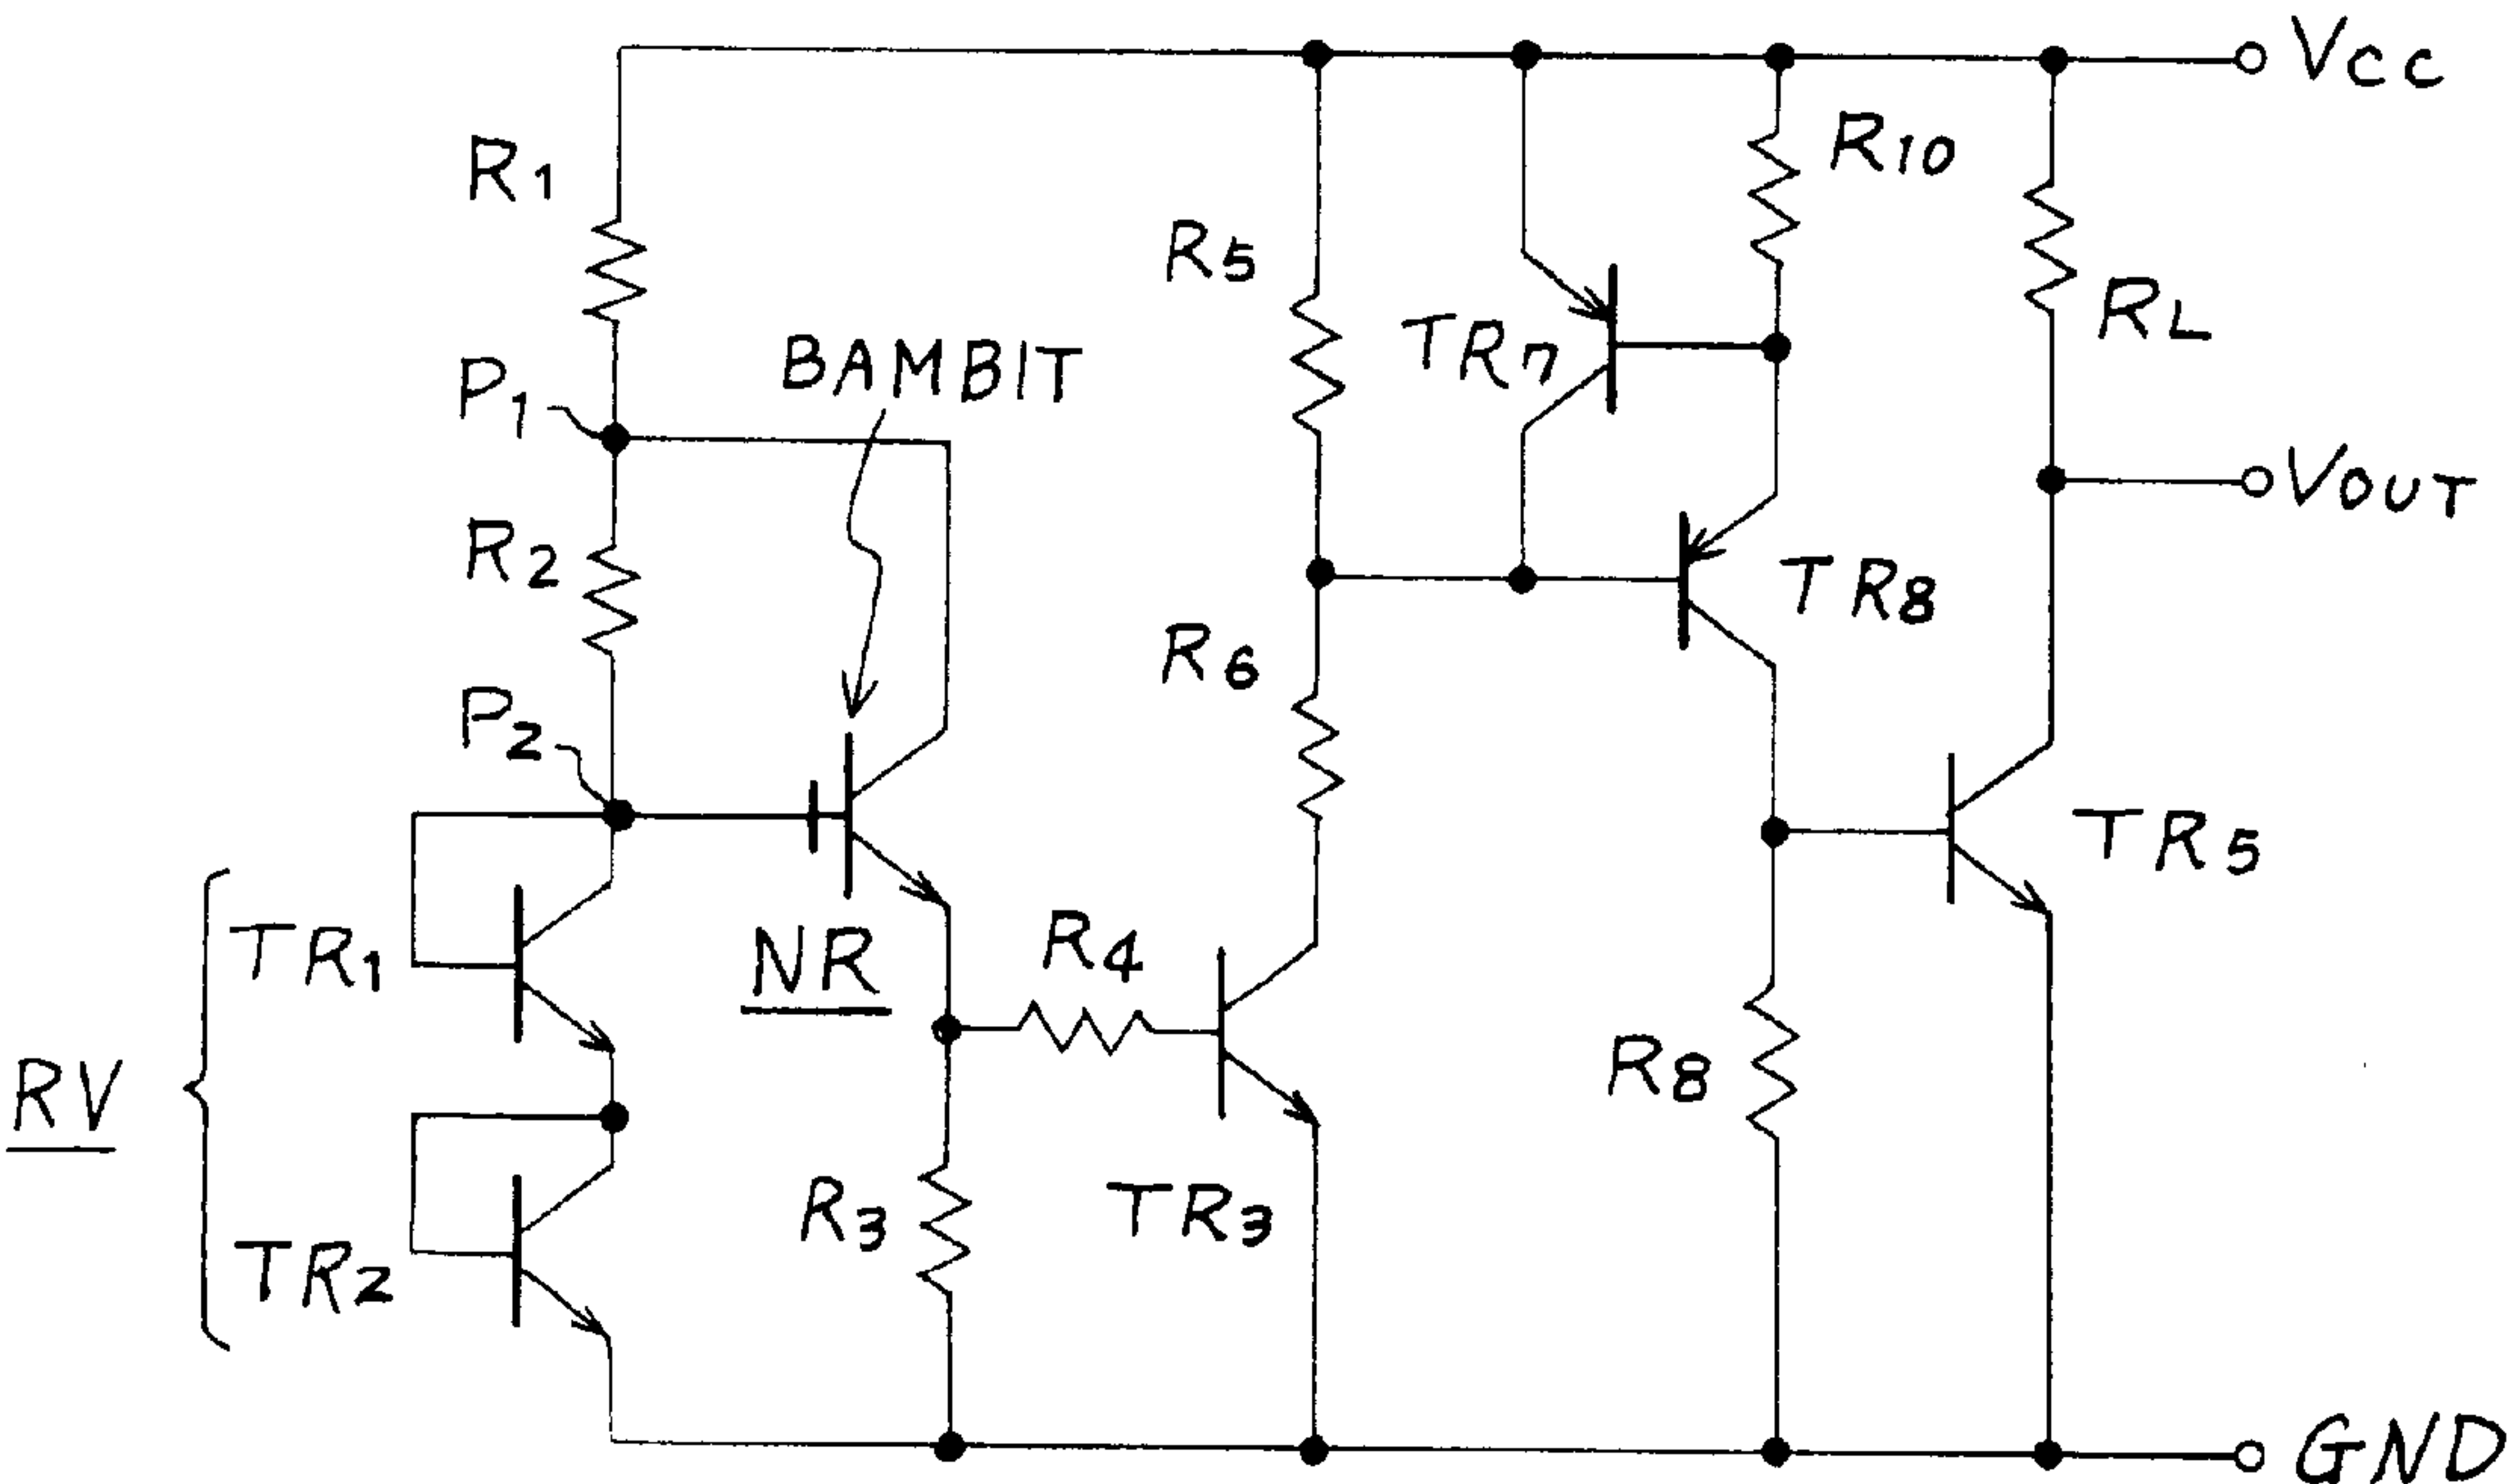 Vcc
R1
R10
R5
RL
BAMBIT
TR7
P1
VOUT
R2
TR8
R6
P2
TR5
TR1
NR
R4
RV
R8
R3
TR3
TR2
GND